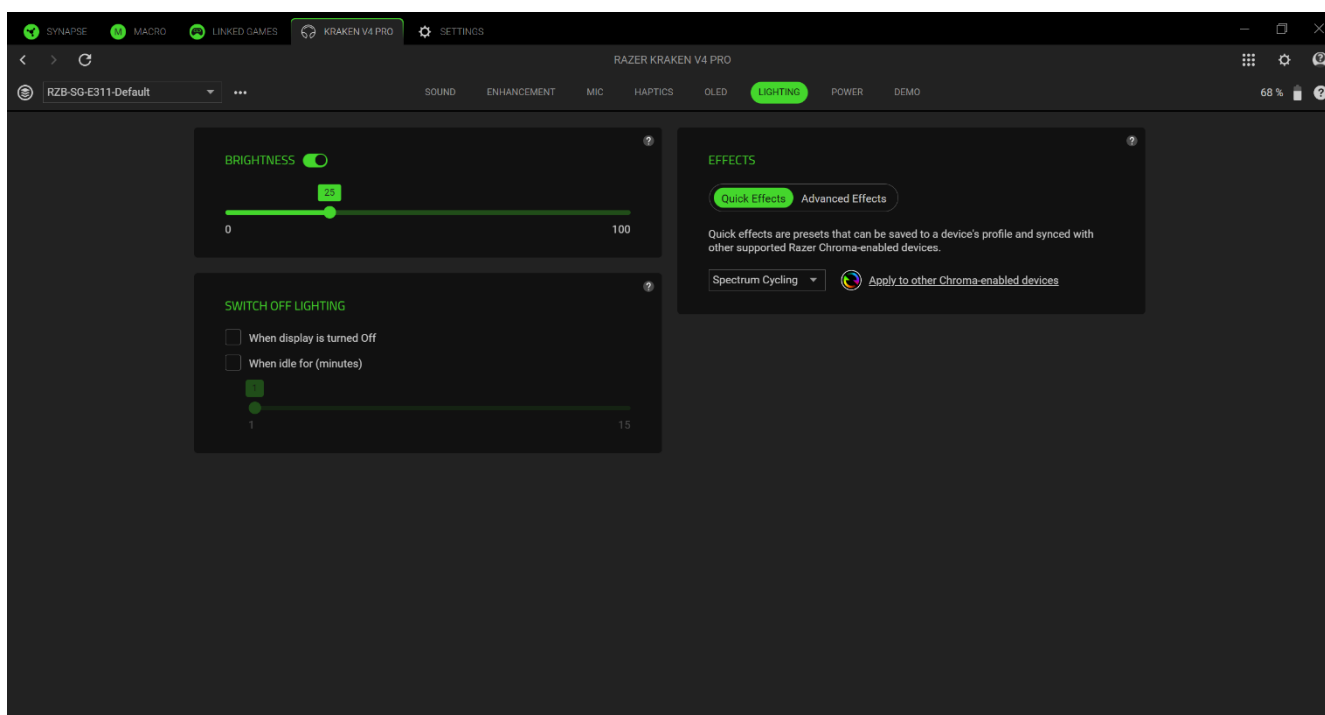 SYNAPSE
MACRO
LINKED GAMES
KRAKEN V4 PRO
SETTINGS
RAZER KRAKEN V4 PRO
RZB-SG-E311-Default
SOUND
ENHANCEMENT
MIC
HAPTICS
OLED
LIGHTING
POWER
DEMO
68 %
BRIGHTNESS
25
0
100
SWITCH OFF LIGHTING
When display is turned Off
When idle for (minutes)
1
1
15
EFFECTS
Quick Effects
Advanced Effects
Quick effects are presets that can be saved to a device's profile and synced with
other supported Razer Chroma-enabled devices.
Spectrum Cycling
Apply to other Chroma-enabled devices